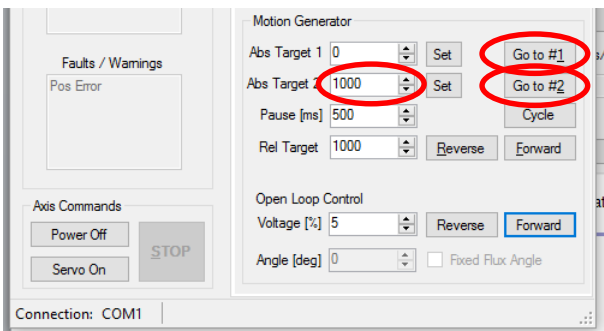 Motion Generator
Abs Target 1 0 Set Go to #1
Faults / Warnings
Abs Target 2 1000 Set Go to #2
Pos Error
Pause [ms] 500 Cycle
Rel Target 1000 Reverse Forward
Open Loop Control
Axis Commands
Voltage [%] 5 Reverse Forward
Power Off
STOP
Angle [deg] 0 Fixed Flux Angle
Servo On
Connection: COM1